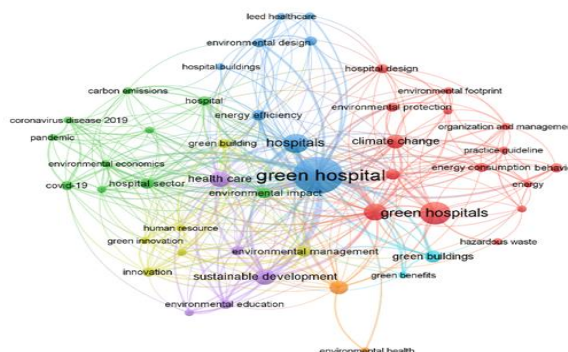 leed healthcare
environmental design
hospital buildings
hospital design
carbon emissions
hospital
environmental footprint
environmental protection
coronavirus disease 2019
energy efficiency
organization and management
pandemic
green building
hospitals
climate change
practice guideline
environmental economics
health care
green hospital
energy consumption
behavi
covid-19
hospital sector
environmental impact
energy
green hospitals
human resource
green innovation
environmental management
hazardous waste
green buildings
innovation
sustainable development
green benefits
environmental education
environmental health